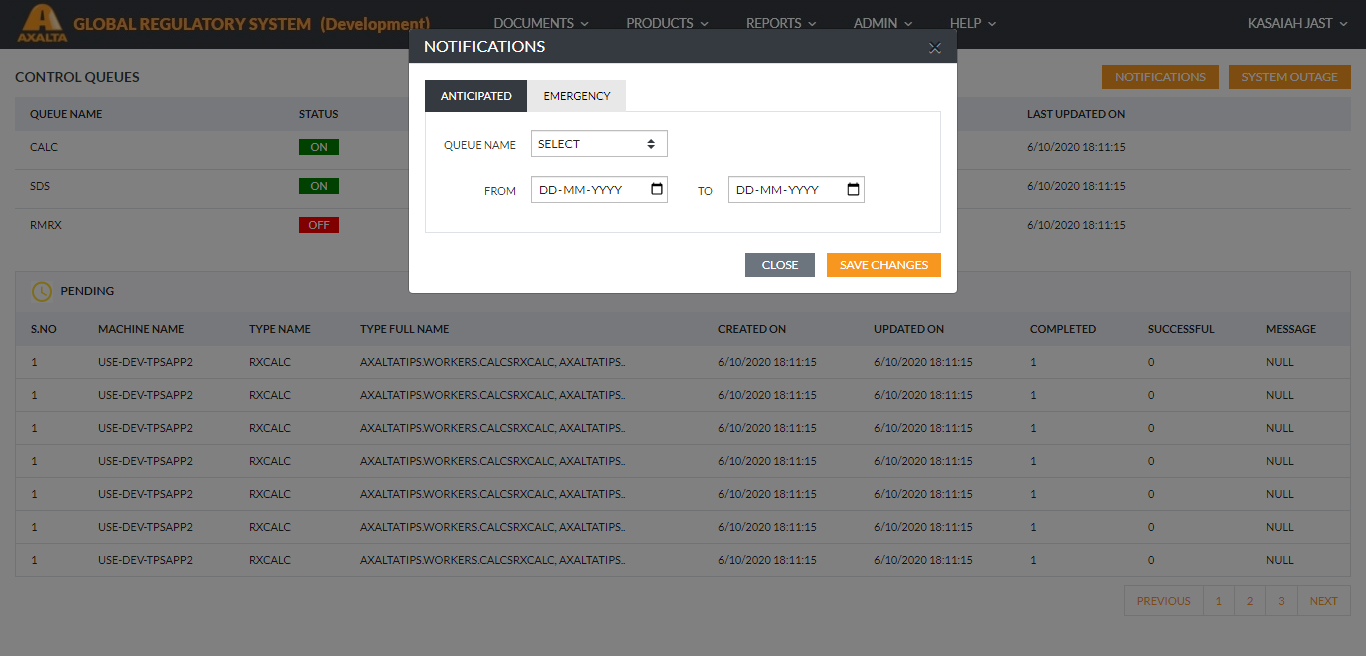 AXALTA
GLOBAL REGULATORY SYSTEM (Development)
DOCUMENTS PRODUCTS REPORTS ADMIN HELP KASAIAH JAST
NOTIFICATIONS
CONTROL QUEUES NOTIFICATIONS SYSTEM OUTAGE
ANTICIPATED EMERGENCY
QUEUE NAME STATUS LAST UPDATED ON
CALC ON 6/10/2020 18:11:15
QUEUE NAME SELECT
SDS ON 6/10/2020 18:11:15
FROM DD-MM-YYYY TO DD-MM-YYYY
RMRX OFF 6/10/2020 18:11:15
CLOSE SAVE CHANGES
PENDING
S.NO MACHINE NAME TYPE NAME TYPE FULL NAME CREATED ON UPDATED ON COMPLETED SUCCESSFUL MESSAGE
1 USE-DEV-TPSAPP2 RXCALC AXALTATIPS.WORKERS.CALCSRXCALC, AXALTATIPS.. 6/10/2020 18:11:15 6/10/2020 18:11:15 1 0 NULL
1 USE-DEV-TPSAPP2 RXCALC AXALTATIPS.WORKERS.CALCSRXCALC, AXALTATIPS.. 6/10/2020 18:11:15 6/10/2020 18:11:15 1 0 NULL
1 USE-DEV-TPSAPP2 RXCALC AXALTATIPS.WORKERS.CALCSRXCALC, AXALTATIPS.. 6/10/2020 18:11:15 6/10/2020 18:11:15 1 0 NULL
1 USE-DEV-TPSAPP2 RXCALC AXALTATIPS.WORKERS.CALCSRXCALC, AXALTATIPS.. 6/10/2020 18:11:15 6/10/2020 18:11:15 1 0 NULL
1 USE-DEV-TPSAPP2 RXCALC AXALTATIPS.WORKERS.CALCSRXCALC, AXALTATIPS.. 6/10/2020 18:11:15 6/10/2020 18:11:15 1 0 NULL
1 USE-DEV-TPSAPP2 RXCALC AXALTATIPS.WORKERS.CALCSRXCALC, AXALTATIPS.. 6/10/2020 18:11:15 6/10/2020 18:11:15 1 0 NULL
1 USE-DEV-TPSAPP2 RXCALC AXALTATIPS.WORKERS.CALCSRXCALC, AXALTATIPS.. 6/10/2020 18:11:15 6/10/2020 18:11:15 1 0 NULL
PREVIOUS 1 2 3 NEXT